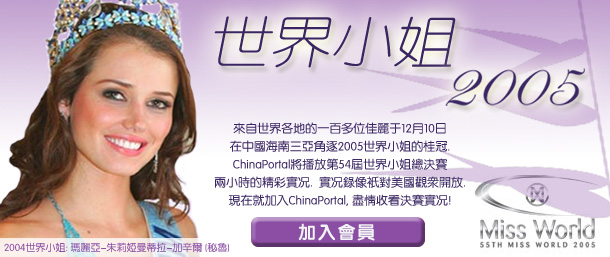 世界小姐
2005
來自世界各地的一百多位佳麗于12月10日
在中國海南三亞角逐2005世界小姐的桂冠.
ChinaPortal將播放第54屆世界小姐總決賽
兩小時的精彩實況. 實況錄像祇對美國觀衆開放.
現在就加入ChinaPortal, 盡情收看決賽實況!
加入會員
Miss World
55TH MISS WORLD 2005
2004世界小姐: 瑪麗亞-朱莉婭曼蒂拉-加辛爾 (秘魯)